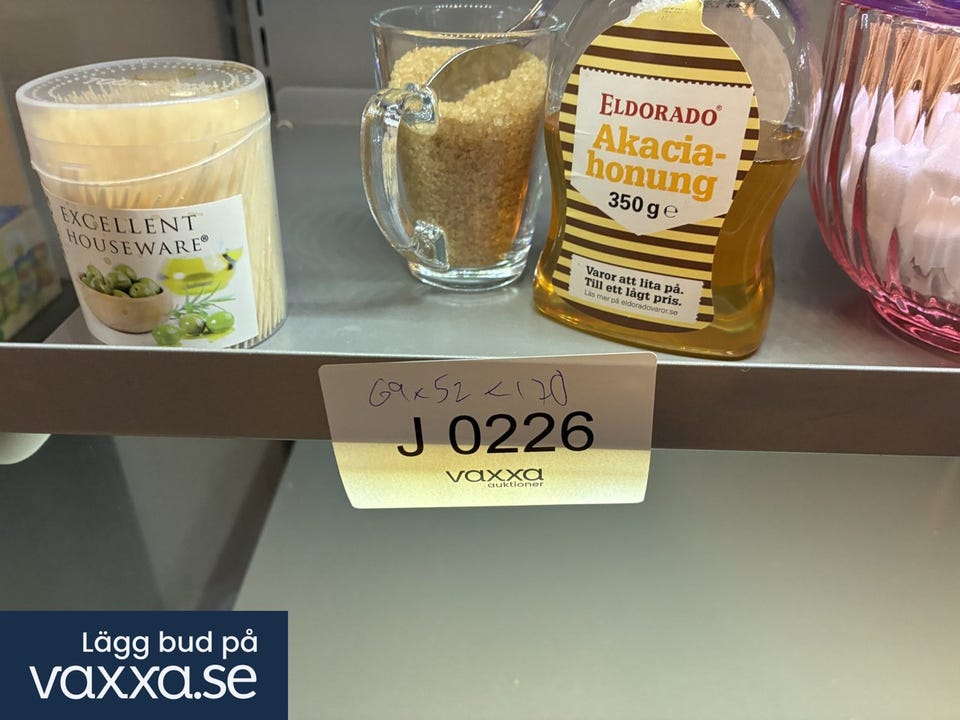 EXCELLENT
HOUSEWARE®
ELDORADO®
Akacia-
honung
350 g ℮
Varor att lita på.
Till ett lågt pris.
Läs mer på eldoradovaror.se
69x52 <170
J 0226
vaxxa
auktioner
Lägg bud på
vaxxa.se